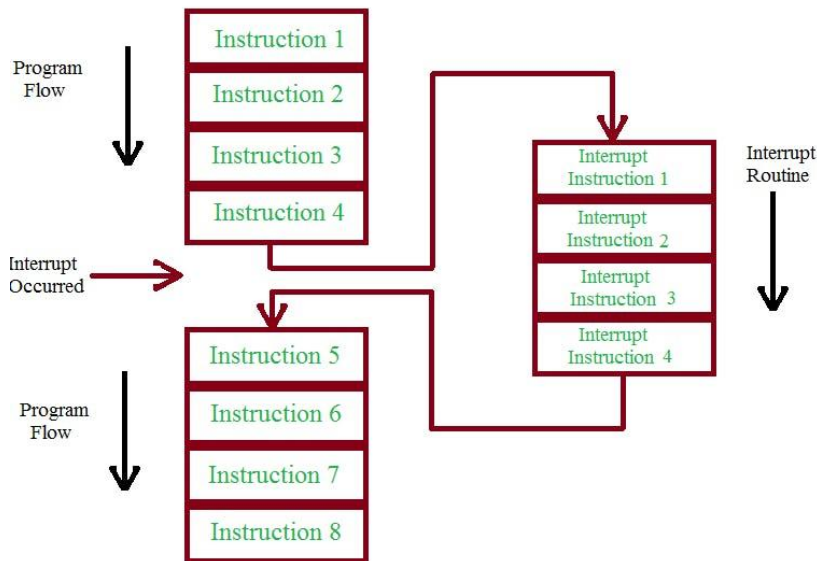 Program
Flow
Instruction 1
Instruction 2
Instruction 3
Instruction 4
Interrupt
Occurred
Interrupt
Instruction 1
Interrupt
Instruction 2
Interrupt
Instruction 3
Interrupt
Instruction 4
Interrupt
Routine
Program
Flow
Instruction 5
Instruction 6
Instruction 7
Instruction 8